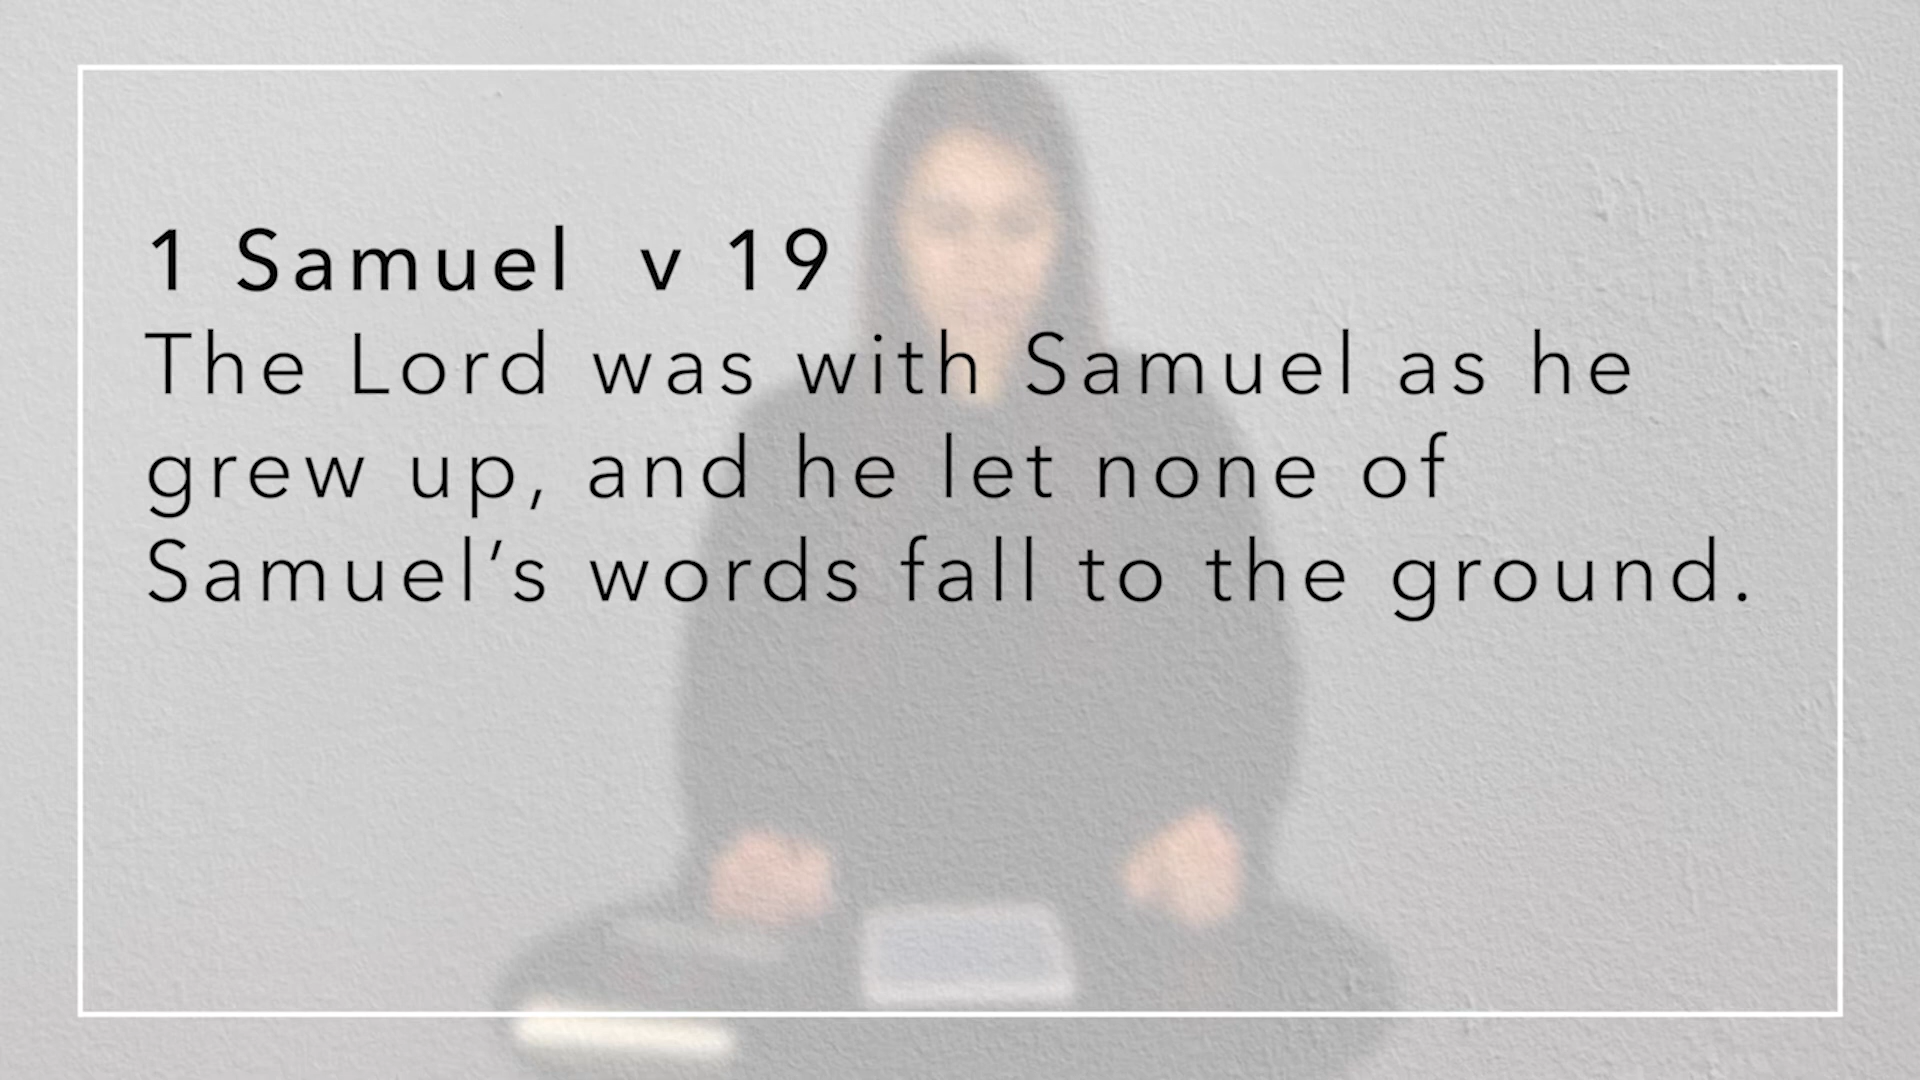 1 Samuel v 19
The Lord was with Samuel as he
grew up, and he let none of
Samuel’s words fall to the ground.